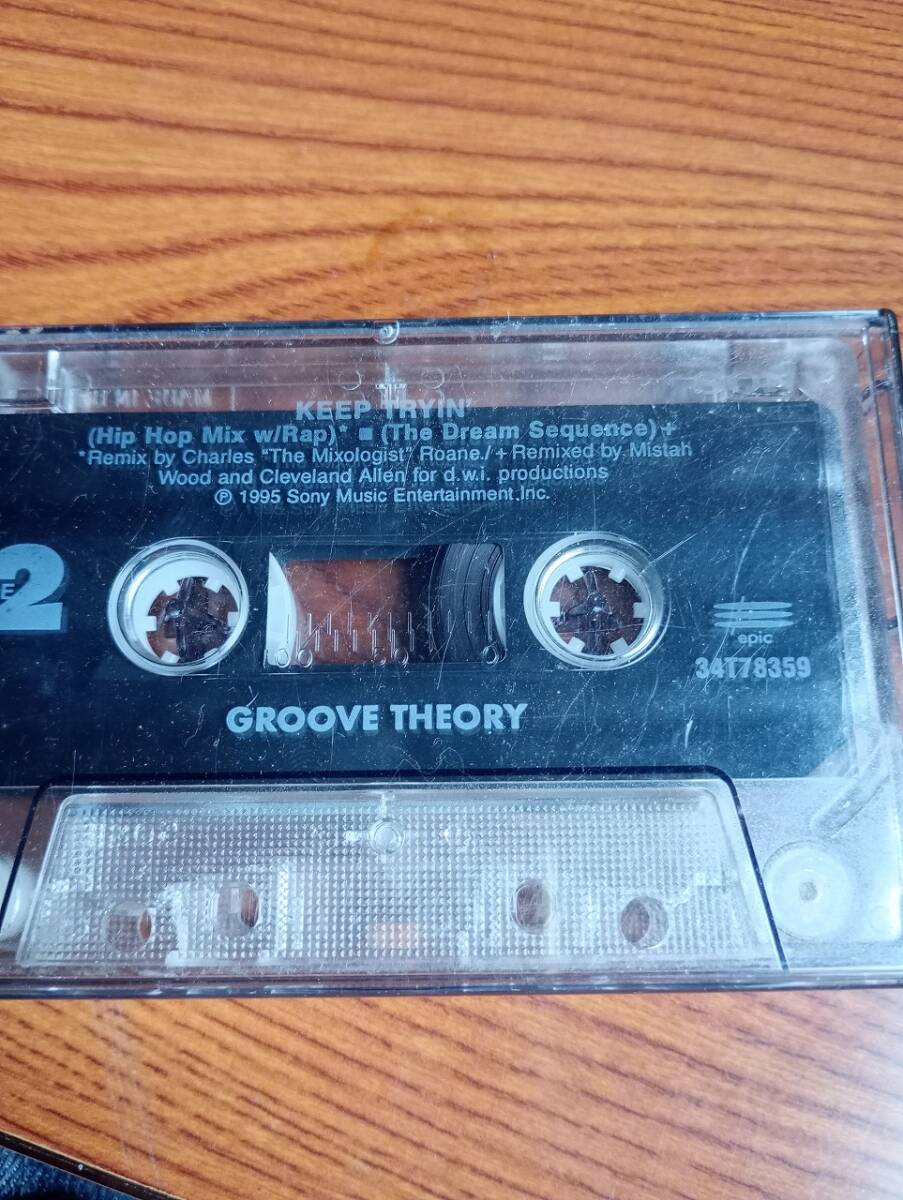 KEEP TRYIN'
(Hip Hop Mix w/Rap)* ■ (The Dream Sequence)+
*Remix by Charles "The Mixologist" Roane./+Remixed by Mistah
Wood and Cleveland Allen for d.w.i. productions
℗ 1995 Sony Music Entertainment Inc.
E2
epic
34T78359
GROOVE THEORY